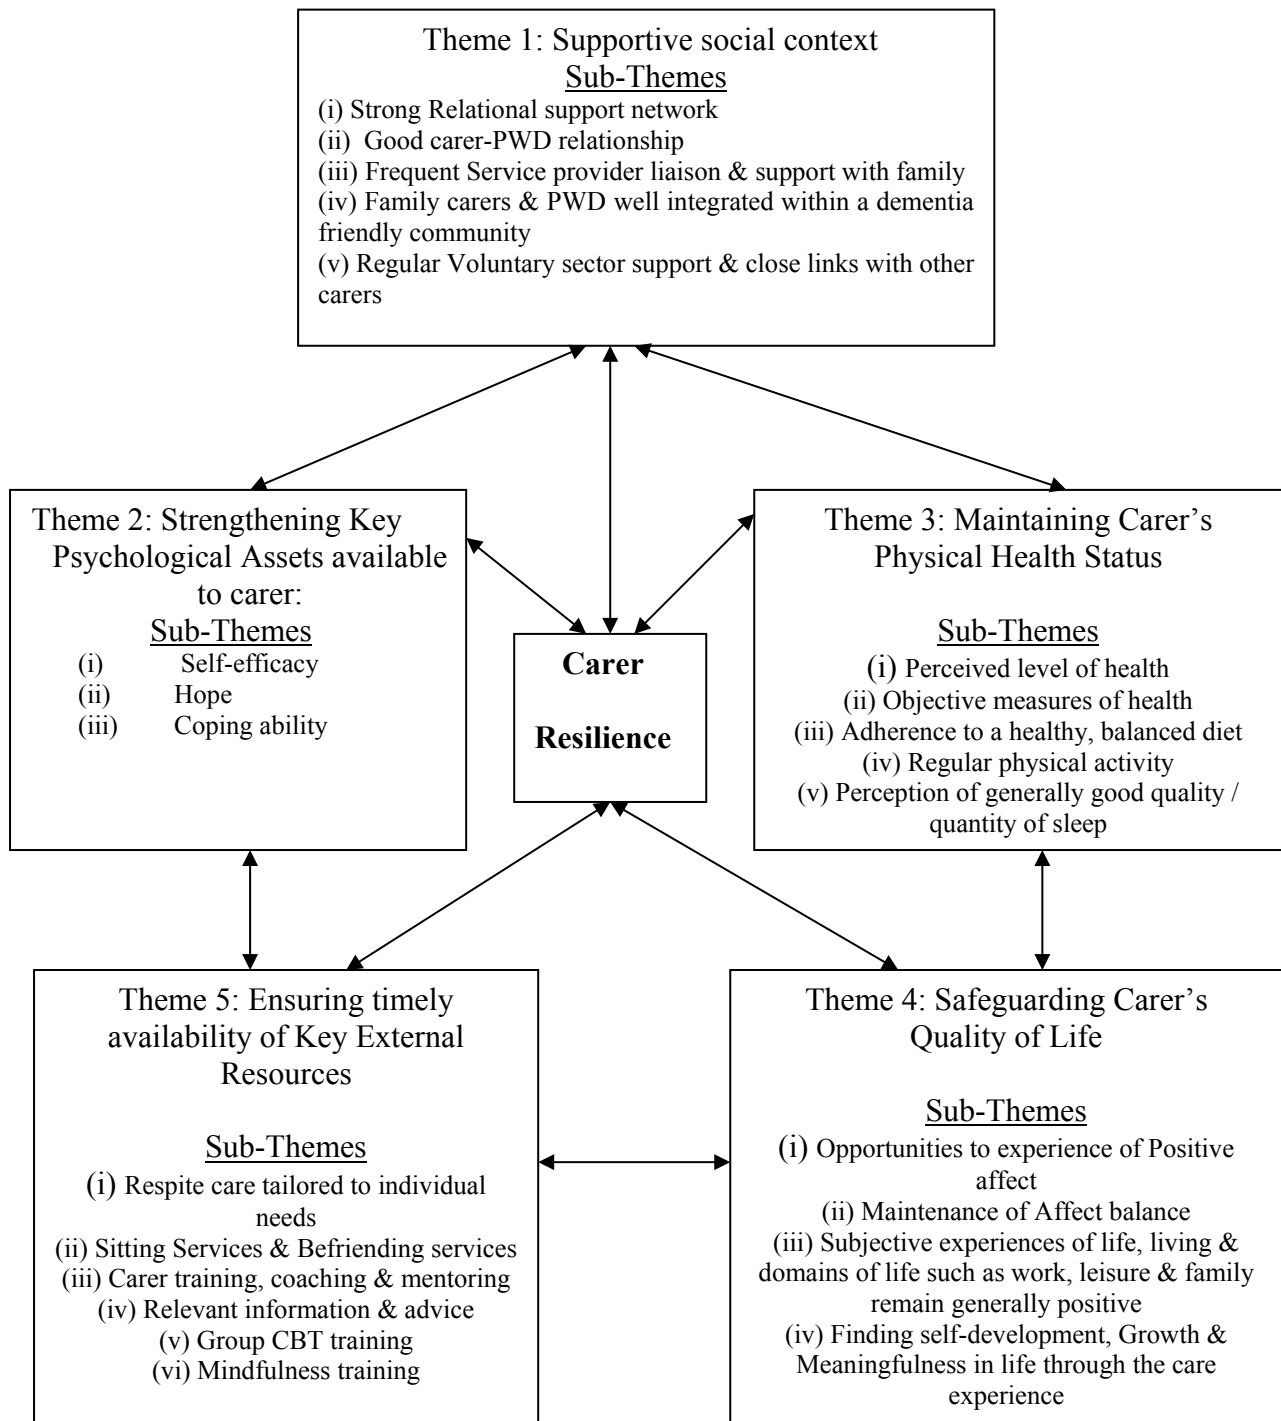 Theme 1: Supportive social context
Sub-Themes
(i) Strong Relational support network
(ii) Good carer-PWD relationship
(iii) Frequent Service provider liaison & support with family
(iv) Family carers & PWD well integrated within a dementia
friendly community
(v) Regular Voluntary sector support & close links with other
carers
Theme 2: Strengthening Key
Psychological Assets available
to carer:
Sub-Themes
(i) Self-efficacy
(ii) Hope
(iii) Coping ability
Carer
Resilience
Theme 3: Maintaining Carer's
Physical Health Status
Sub-Themes
(i) Perceived level of health
(ii) Objective measures of health
(iii) Adherence to a healthy, balanced diet
(iv) Regular physical activity
(v) Perception of generally good quality /
quantity of sleep
Theme 5: Ensuring timely
availability of Key External
Resources
Sub-Themes
(i) Respite care tailored to individual
needs
(ii) Sitting Services & Befriending services
(iii) Carer training, coaching & mentoring
(iv) Relevant information & advice
(v) Group CBT training
(vi) Mindfulness training
Theme 4: Safeguarding Carer's
Quality of Life
Sub-Themes
(i) Opportunities to experience of Positive
affect
(ii) Maintenance of Affect balance
(iii) Subjective experiences of life, living &
domains of life such as work, leisure & family
remain generally positive
(iv) Finding self-development, Growth &
Meaningfulness in life through the care
experience